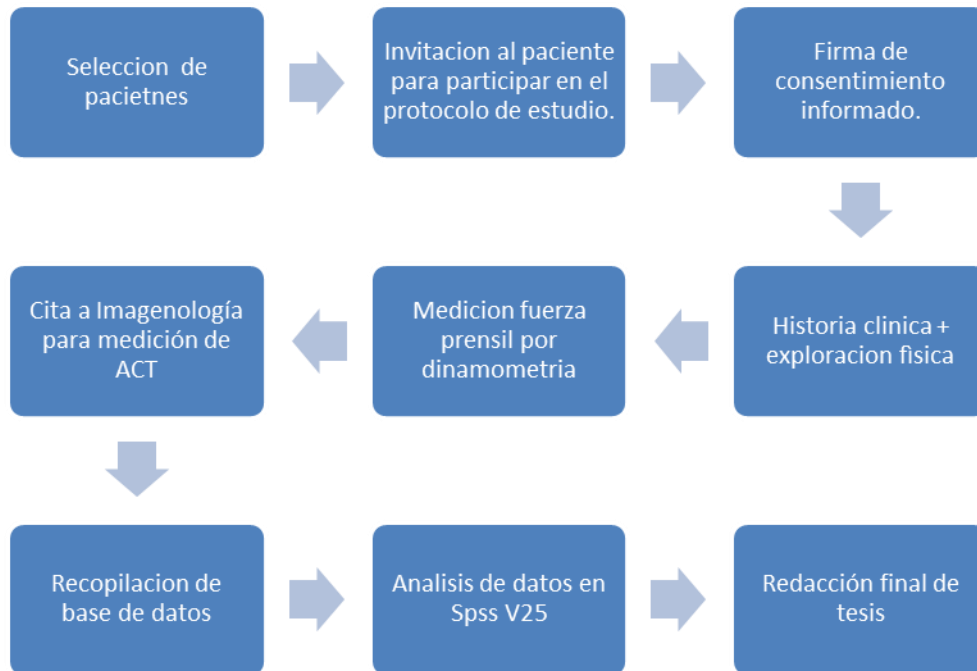 Seleccion de
pacietnes
Invitacion al paciente
para participar en el
protocolo de estudio.
Firma de
consentimiento
informado.
Historia clinica +
exploracion fìsica
Medicion fuerza
prensil por
dinamometria
Cita a Imagenología
para medición de
ACT
Recopilacion de
base de datos
Analisis de datos en
Spss V25
Redacción final de
tesis